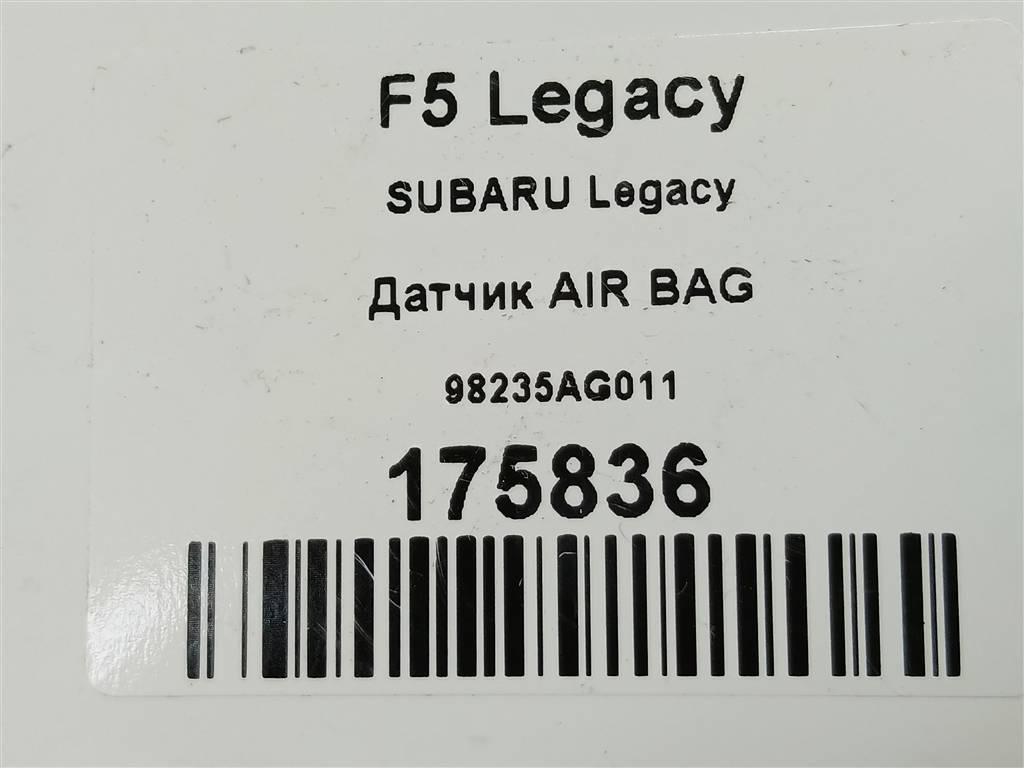 F5 Legacy
SUBARU Legacy
Датчик AIR BAG
98235AG011
175836